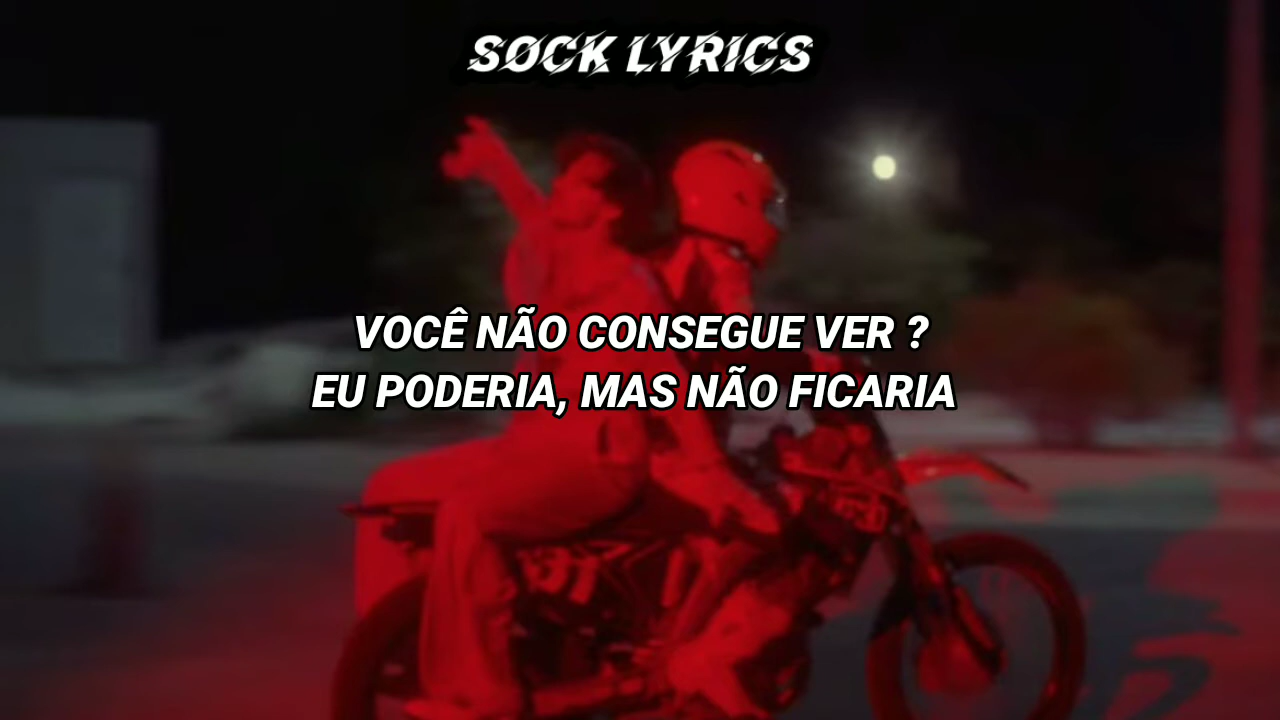 SOCK LYRICS
VOCÊ NÃO CONSEGUE VER ?
EU PODERIA, MAS NÃO FICARIA